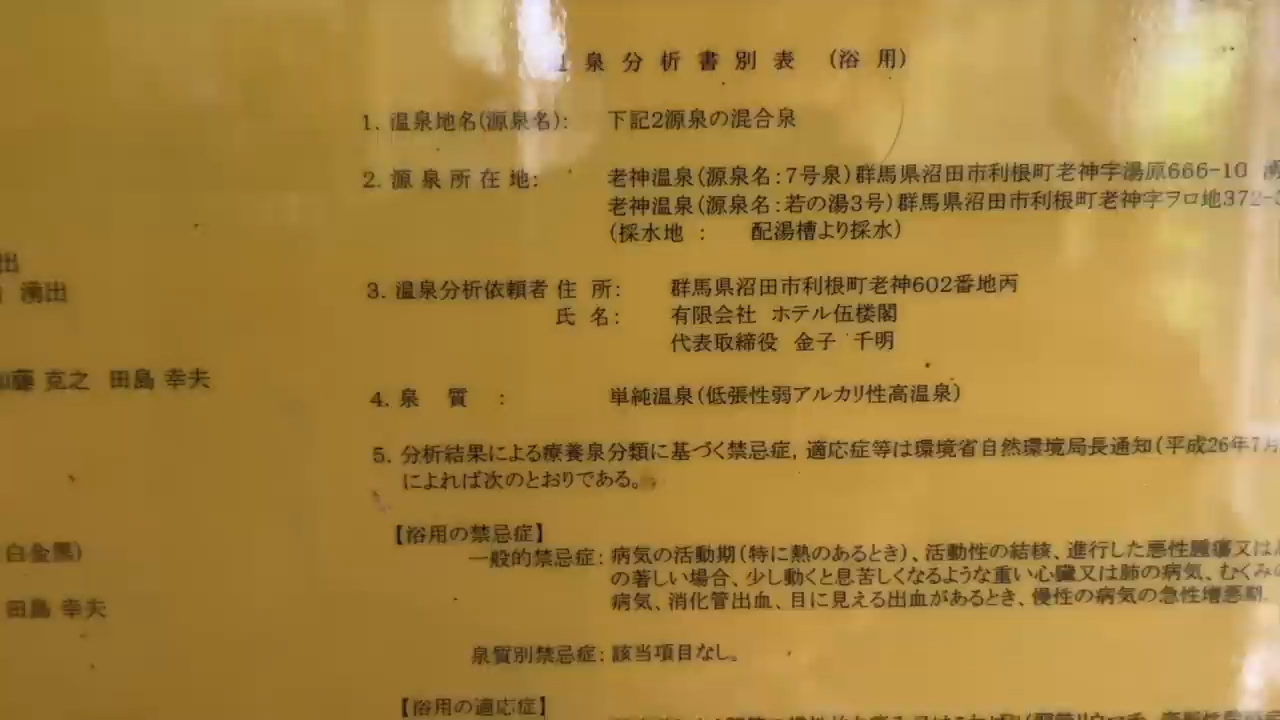 泉分析書別表 (浴用)
1. 温泉地名(源泉名): 下記2源泉の混合泉
2. 源泉所在地: 老神温泉(源泉名:7号泉)群馬県沼田市利根町老神字湯原666-10
老神温泉(源泉名:若の湯3号)群馬県沼田市利根町老神字ヲロ地372-
(採水地 : 配湯槽より採水)
出
湧出
3. 温泉分析依頼者 住 所: 群馬県沼田市利根町老神602番地丙
氏 名: 有限会社 ホテル伍楼閣
代表取締役 金子 千明
藤 克之 田島 幸夫
4. 泉 質 : 単純温泉(低張性弱アルカリ性高温泉)
5. 分析結果による療養泉分類に基づく禁忌症, 適応症等は環境省自然環境局長通知(平成26年7月
によれば次のとおりである。
【浴用の禁忌症】
白金黒)
一般的禁忌症: 病気の活動期(特に熱のあるとき)、活動性の結核、進行した悪性腫瘍又は
の著しい場合、少し動くと息苦しくなるような重い心臓又は肺の病気、むくみの
病気、消化管出血、目に見える出血があるとき、慢性の病気の急性増悪期
田島 幸夫
泉質別禁忌症: 該当項目なし。
【浴用の適応症】